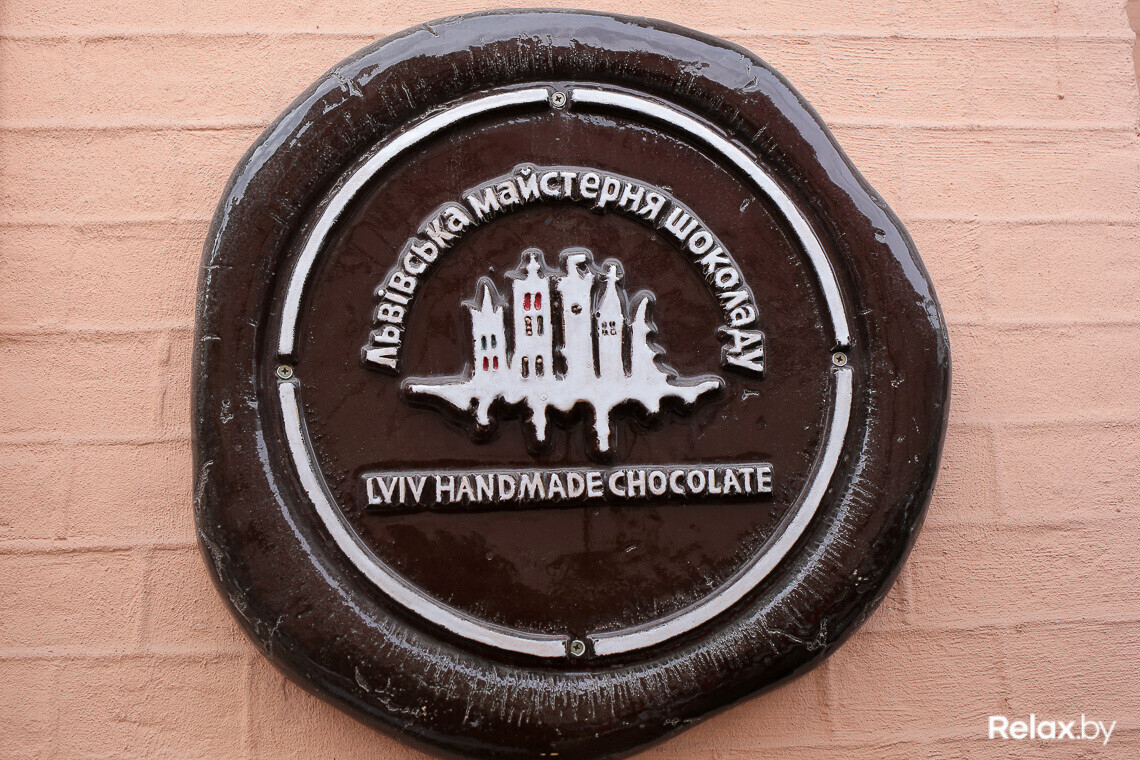 Львівська майстерня шоколаду
LVIV HANDMADE CHOCOLATE
Relax.by